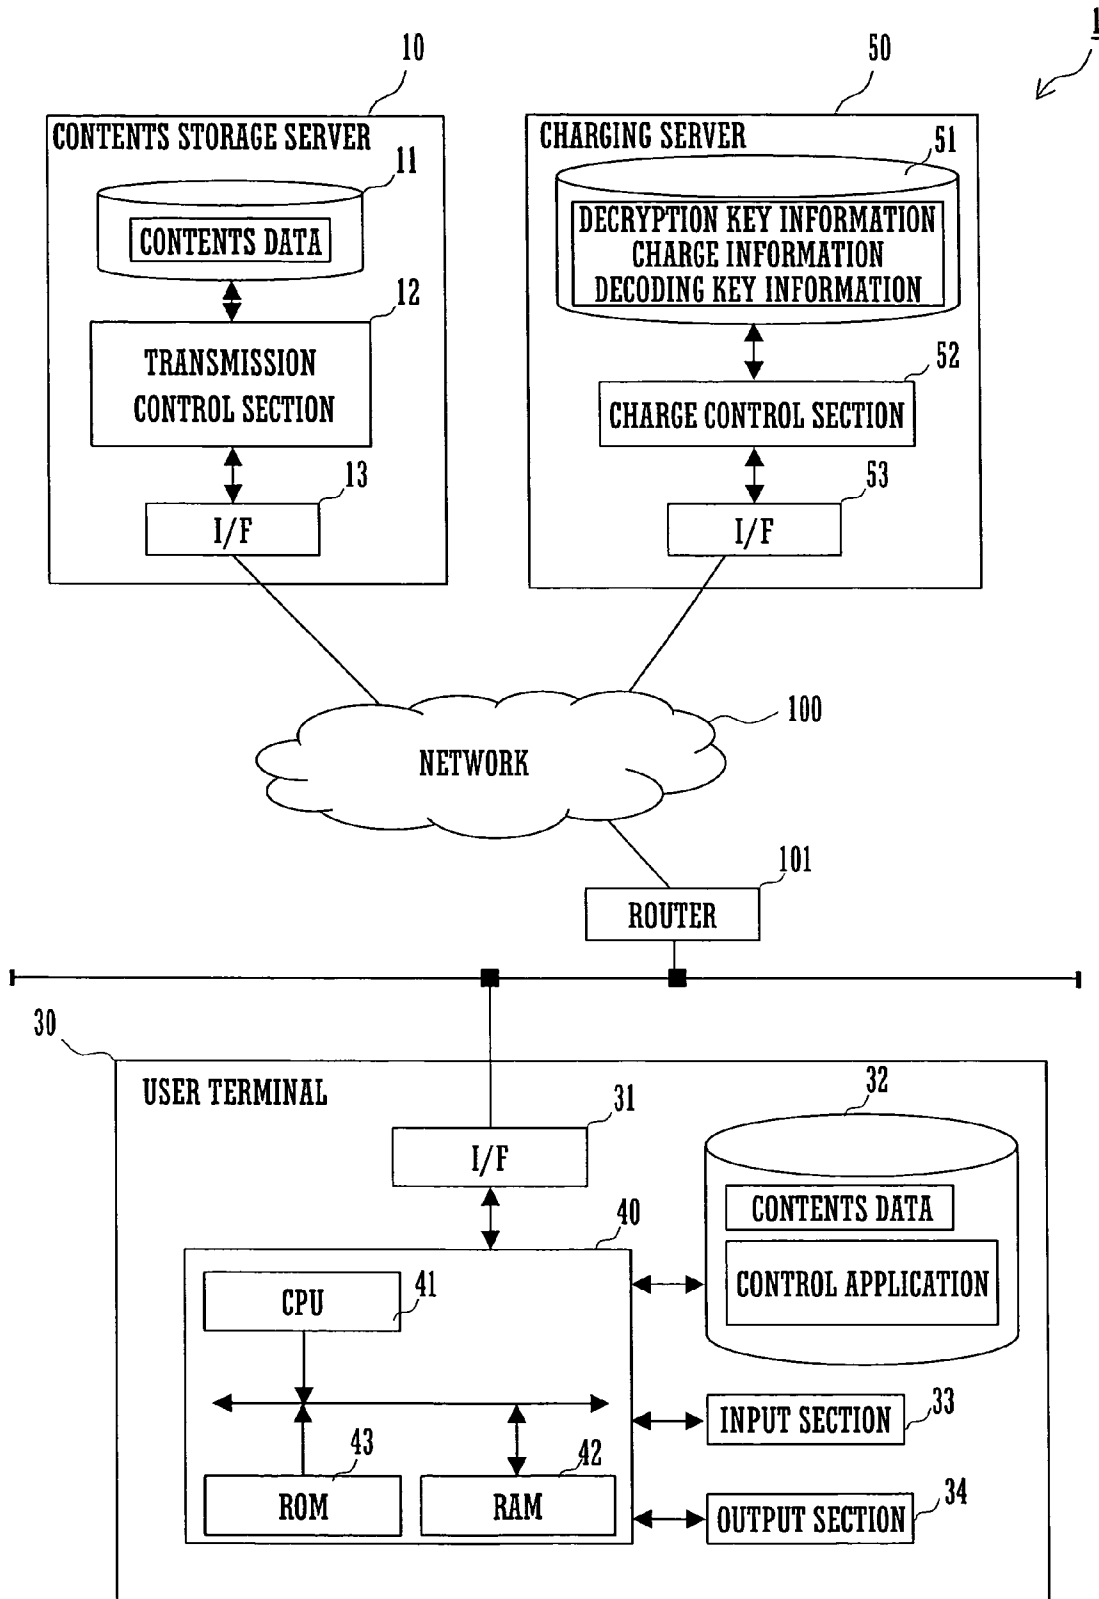 1
10
50
CONTENTS STORAGE SERVER
11
CONTENTS DATA
12
TRANSMISSION
CONTROL SECTION
13
I/F
CHARGING SERVER
51
DECRYPTION KEY INFORMATION
CHARGE INFORMATION
DECODING KEY INFORMATION
52
CHARGE CONTROL SECTION
53
I/F
100
NETWORK
101
ROUTER
30
USER TERMINAL
31
I/F
32
CONTENTS DATA
CONTROL APPLICATION
40
CPU
41
43
ROM
42
RAM
INPUT SECTION
33
OUTPUT SECTION
34